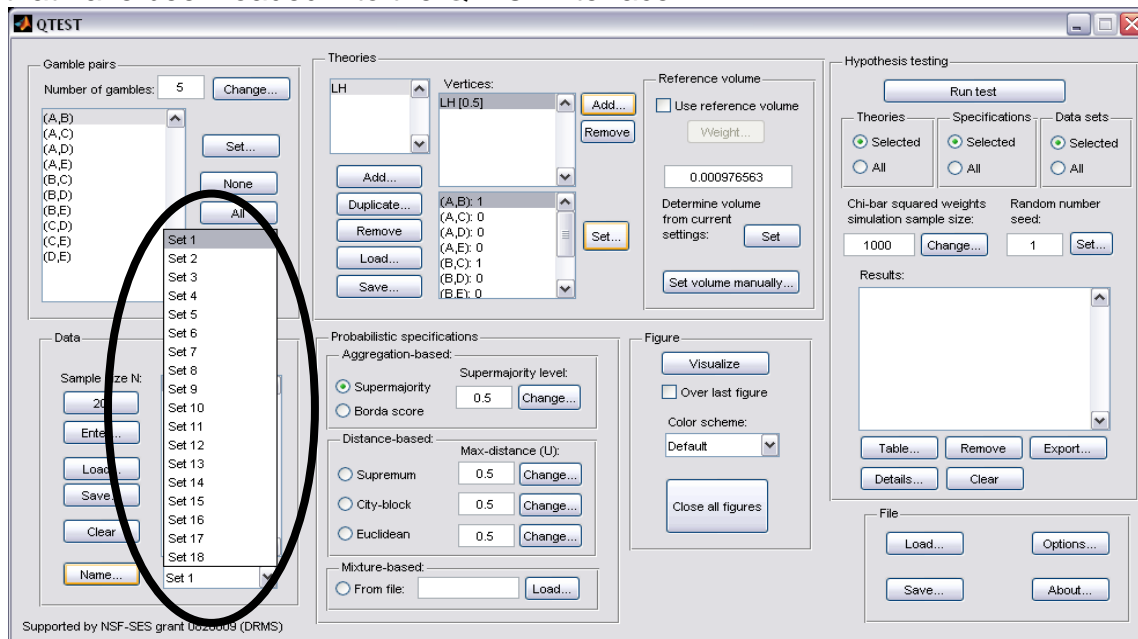 QTEST
Gamble pairs
Number of gambles: 5 Change...
(A,B)
(A,C)
(A,D)
(A,E)
(B,C)
(B,D)
(B,E)
(C,D)
(C,E)
(D,E)
Set...
None
All
Set 1
Set 2
Set 3
Set 4
Set 5
Set 6
Set 7
Set 8
Set 9
Set 10
Set 11
Set 12
Set 13
Set 14
Set 15
Set 16
Set 17
Set 18
Data
Sample size N:
20
Clear
Name... Set 1
Supported by NSF-SES grant (DRMS)
Theories
LH
Vertices:
LH [0.5]
Add...
Remove
Add...
Duplicate...
Remove
Load...
Save...
(A,B): 1
(A,C): 0
(A,D): 0
(A,E): 0
(B,C): 1
(B,D): 0
(B,E): 0
Set...
Reference volume
Use reference volume
Weight...
0.000976563
Determine volume
from current
settings: Set
Set volume manually...
Probabilistic specifications
Aggregation-based:
Supermajority level:
Supermajority 0.5 Change...
Borda score
Distance-based:
Max-distance (U):
Supremum 0.5 Change...
City-block 0.5 Change...
Euclidean 0.5 Change...
Mixture-based:
From file: Load...
Figure
Visualize
Over last figure
Color scheme:
Default
Close all figures
Hypothesis testing
Run test
Theories
Selected
All
Specifications
Selected
All
Data sets
Selected
All
Chi-bar squared weights
simulation sample size:
1000 Change...
Random number
seed:
1 Set...
Results:
Table... Remove Export...
Details... Clear
File
Load... Options...
Save... About...